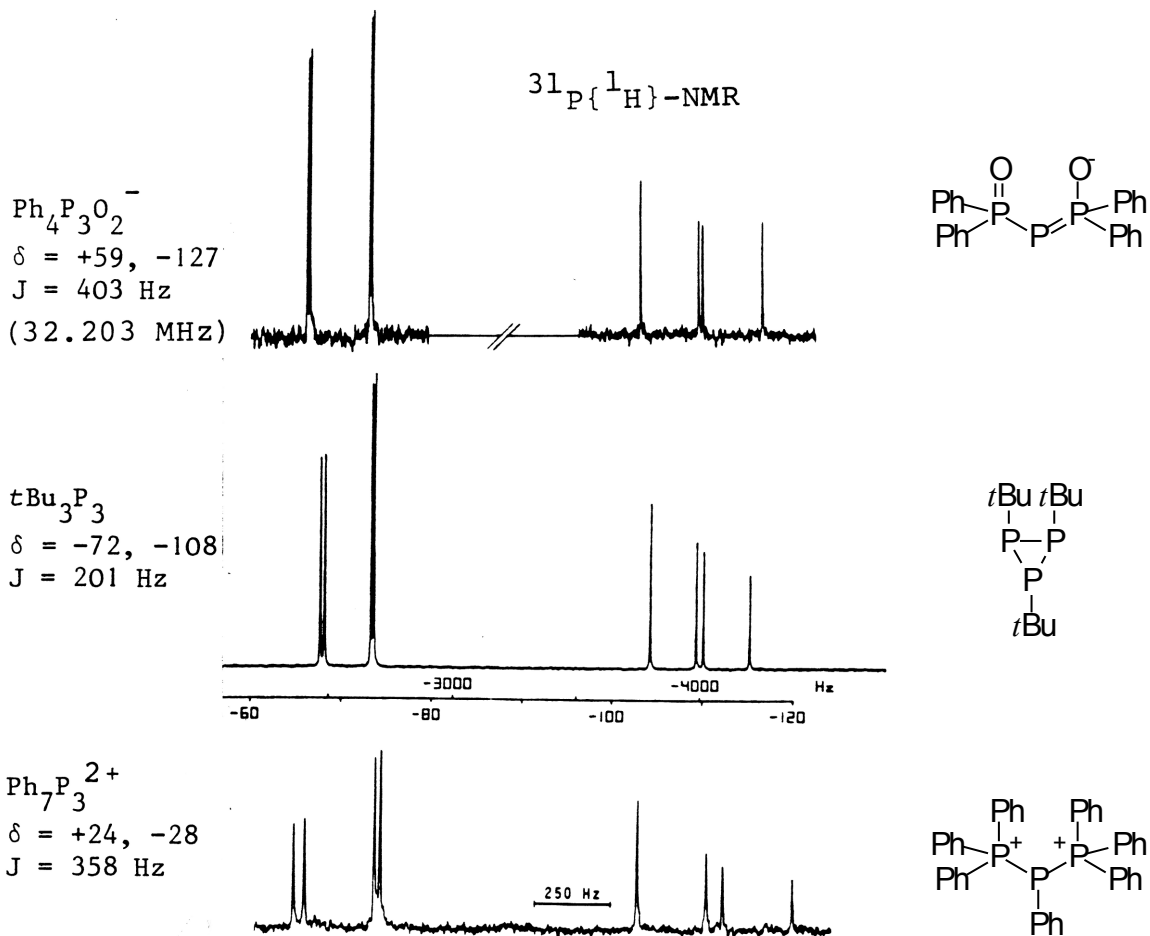 ³¹P{¹H}-NMR
Ph₄P₃O₂⁻
δ = +59, -127
J = 403 Hz
(32.203 MHz)
O O⁻
Ph P P Ph
Ph P Ph
tBu₃P₃
δ = -72, -108
J = 201 Hz
tBu tBu
P P
P
tBu
-3000 -4000 Hz
-60 -80 -100 -120
Ph₇P₃²⁺
δ = +24, -28
J = 358 Hz
250 Hz
Ph Ph
Ph P⁺ ⁺P Ph
Ph P Ph
Ph